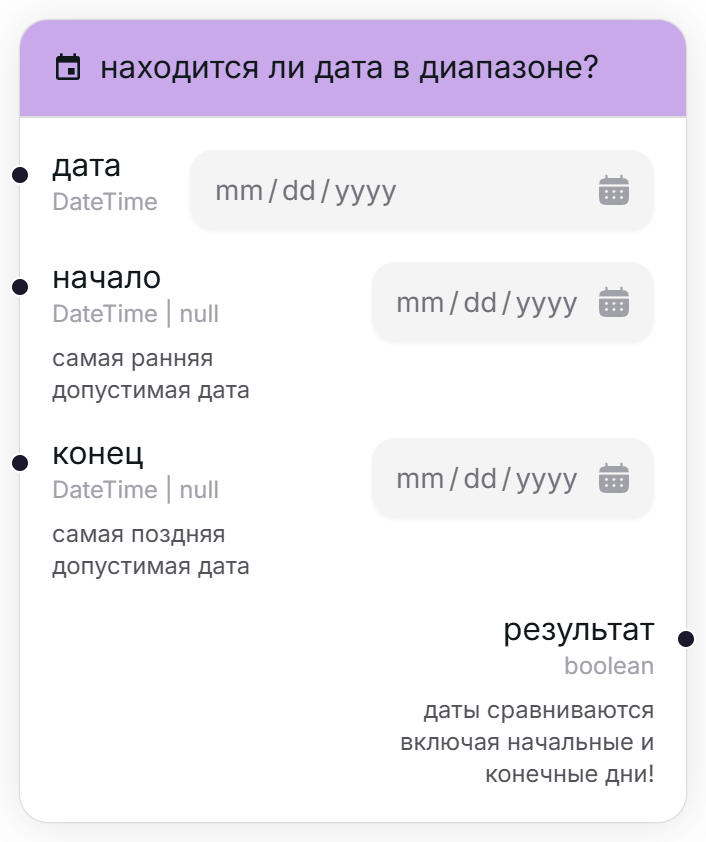 находится ли дата в диапазоне?
дата
DateTime
mm/dd/yyyy
начало
DateTime | null
mm/dd/yyyy
самая ранняя
допустимая дата
конец
DateTime | null
mm/dd/yyyy
самая поздняя
допустимая дата
результат
boolean
даты сравниваются
включая начальные и
конечные дни!